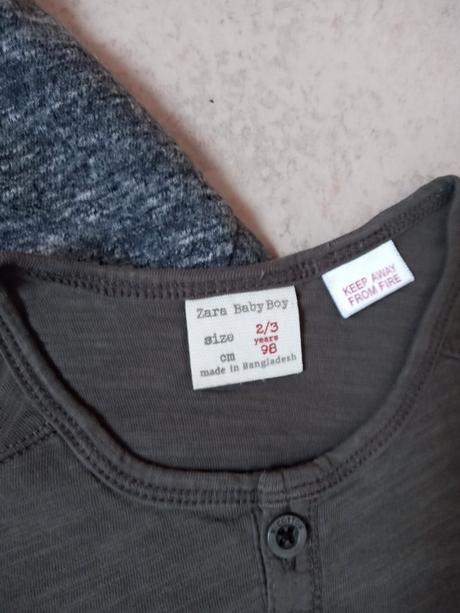 Zara BabyBoy
size 2/3
years
cm 98
made in Bangladesh
KEEP AWAY
FROM FIRE